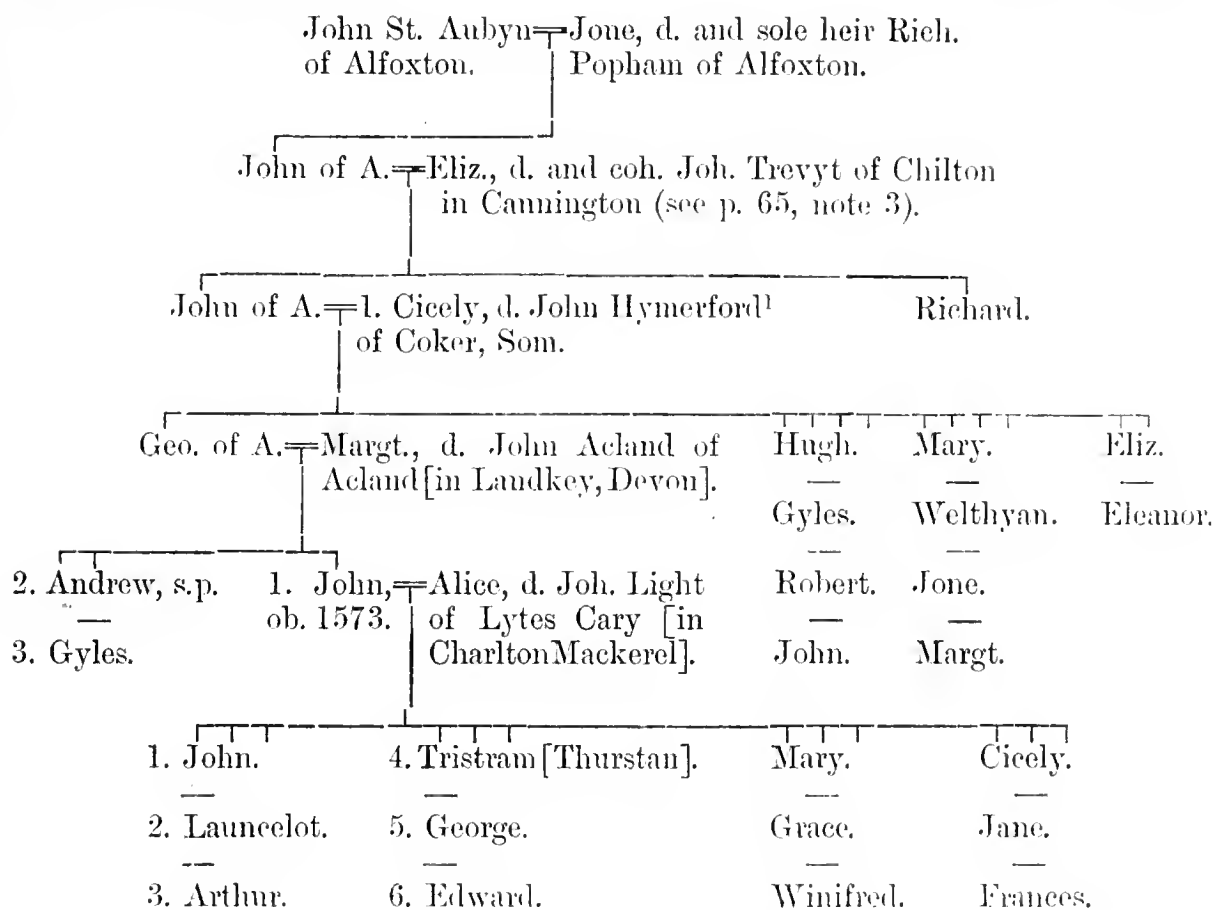 John St. Aubyn=Jone, d. and sole heir Rich.
of Alfoxton. Popham of Alfoxton.
John of A.=Eliz., d. and coh. Joh. Trevyt of Chilton
in Cannington (see p. 65, note 3).
John of A.=1. Cicely, d. John Hymerford¹ Richard.
of Coker, Som.
Geo. of A.=Margt., d. John Acland of Hugh. Mary. Eliz.
Acland [in Landkey, Devon]. — — —
Gyles. Welthyan. Eleanor.
— —
2. Andrew, s.p. 1. John,=Alice, d. Joh. Light Robert. Jone.
— ob. 1573. of Lytes Cary [in — —
3. Gyles. Charlton Mackerel]. John. Margt.
1. John. 4. Tristram [Thurstan]. Mary. Cicely.
— — — —
2. Launcelot. 5. George. Grace. Jane.
— — — —
3. Arthur. 6. Edward. Winifred. Frances.